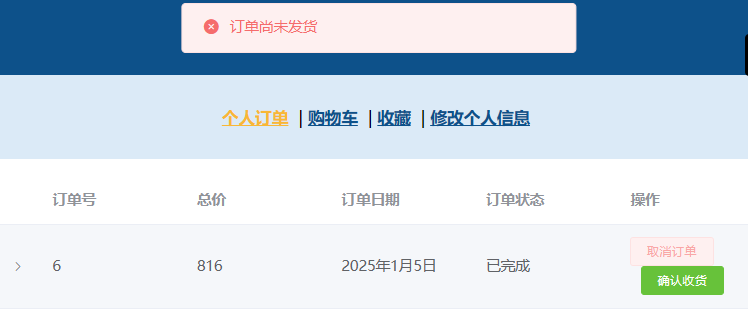 订单尚未发货
个人订单 | 购物车 | 收藏 | 修改个人信息
订单号 总价 订单日期 订单状态 操作
6 816 2025年1月5日 已完成 取消订单
确认收货